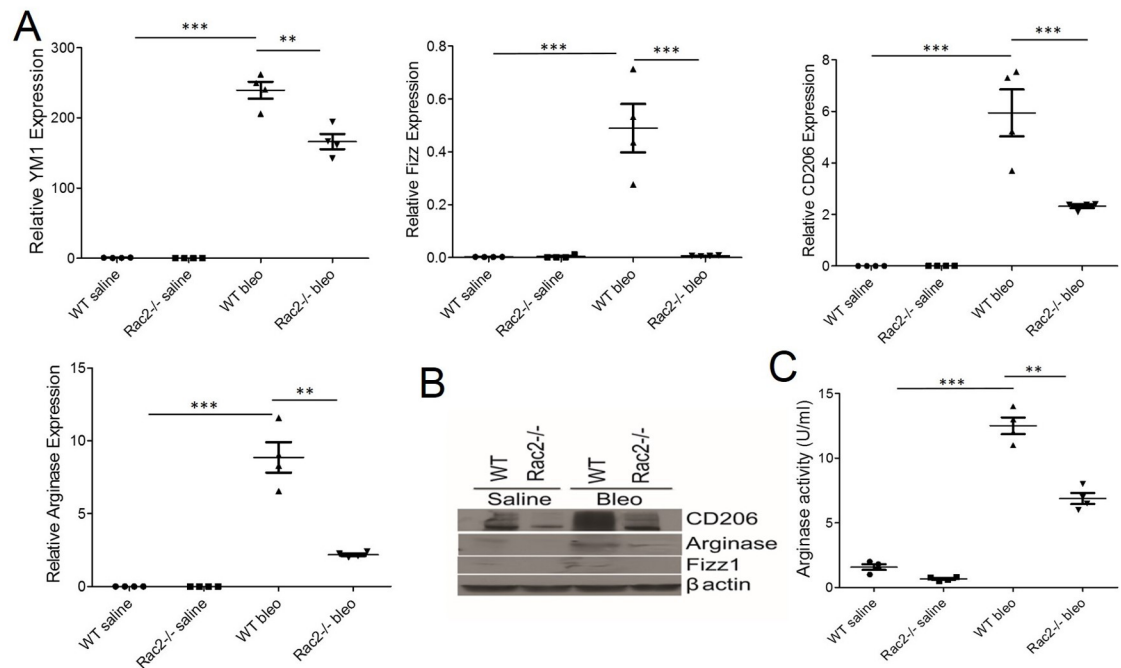 A
***
**
300
200
100
0
Relative YM1 Expression
WT saline
Rac2-/- saline
WT bleo
Rac2-/- bleo
***
***
0.8
0.6
0.4
0.2
0.0
Relative Fizz Expression
WT saline
Rac2-/- saline
WT bleo
Rac2-/- bleo
***
***
8
6
4
2
0
Relative CD206 Expression
WT saline
Rac2-/- saline
WT bleo
Rac2-/- bleo
***
**
15
10
5
0
Relative Arginase Expression
WT saline
Rac2-/- saline
WT bleo
Rac2-/- bleo
B
WT
Rac2-/-
WT
Rac2-/-
Saline
Bleo
CD206
Arginase
Fizz1
β actin
C
***
**
15
10
5
0
Arginase activity (U/ml)
WT saline
Rac2-/- saline
WT bleo
Rac2-/- bleo